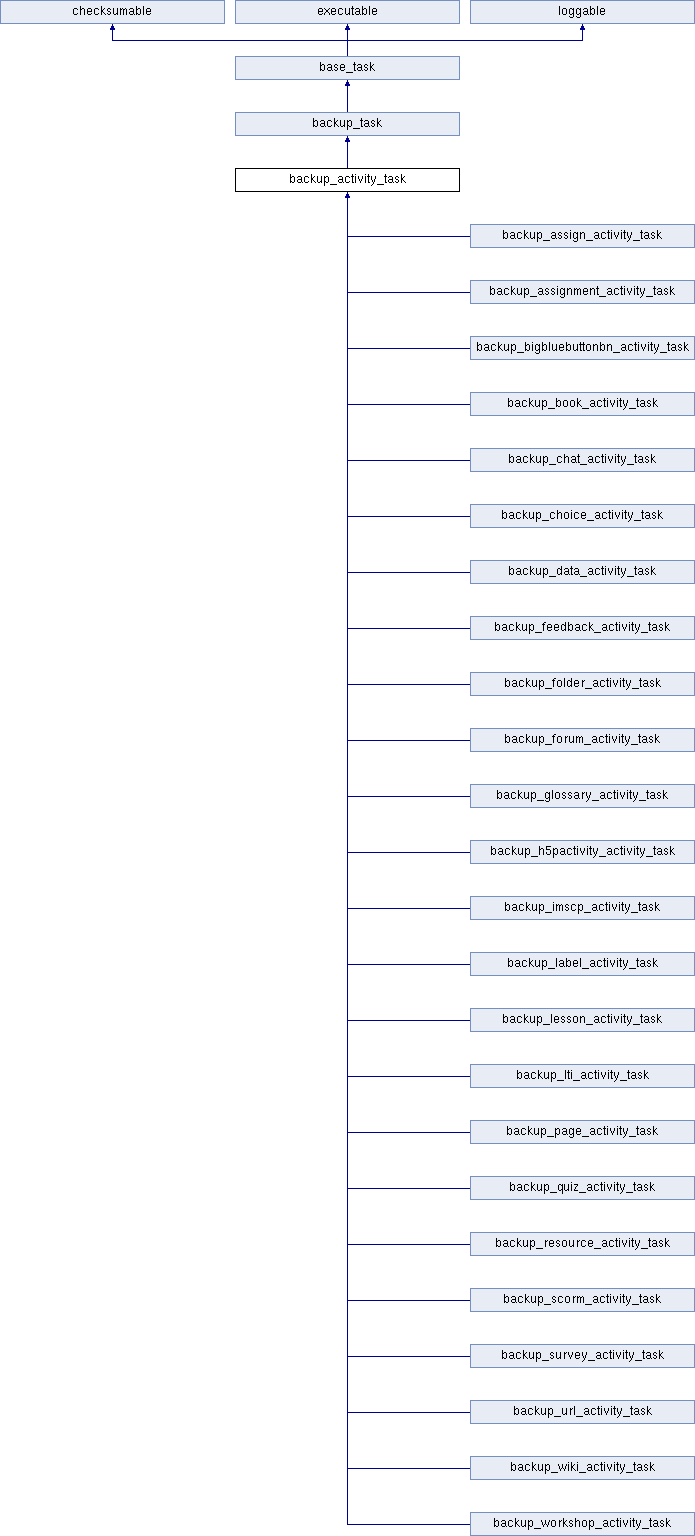 checksumable
executable
loggable
base_task
backup_task
backup_activity_task
backup_assign_activity_task
backup_assignment_activity_task
backup_bigbluebuttonbn_activity_task
backup_book_activity_task
backup_chat_activity_task
backup_choice_activity_task
backup_data_activity_task
backup_feedback_activity_task
backup_folder_activity_task
backup_forum_activity_task
backup_glossary_activity_task
backup_h5pactivity_activity_task
backup_imscp_activity_task
backup_label_activity_task
backup_lesson_activity_task
backup_lti_activity_task
backup_page_activity_task
backup_quiz_activity_task
backup_resource_activity_task
backup_scorm_activity_task
backup_survey_activity_task
backup_url_activity_task
backup_wiki_activity_task
backup_workshop_activity_task